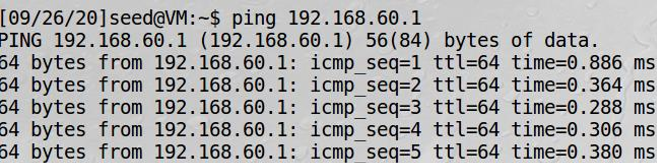 [09/26/20]seed@VM:~$ ping 192.168.60.1
PING 192.168.60.1 (192.168.60.1) 56(84) bytes of data.
64 bytes from 192.168.60.1: icmp_seq=1 ttl=64 time=0.886 ms
64 bytes from 192.168.60.1: icmp_seq=2 ttl=64 time=0.364 ms
64 bytes from 192.168.60.1: icmp_seq=3 ttl=64 time=0.288 ms
64 bytes from 192.168.60.1: icmp_seq=4 ttl=64 time=0.306 ms
64 bytes from 192.168.60.1: icmp_seq=5 ttl=64 time=0.380 ms